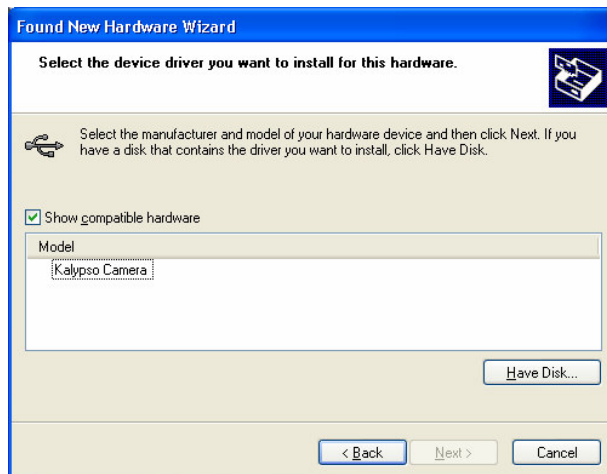 Found New Hardware Wizard
Select the device driver you want to install for this hardware.
Select the manufacturer and model of your hardware device and then click Next. If you
have a disk that contains the driver you want to install, click Have Disk.
Show compatible hardware
Model
Kalypso Camera
Have Disk...
< Back
Next >
Cancel